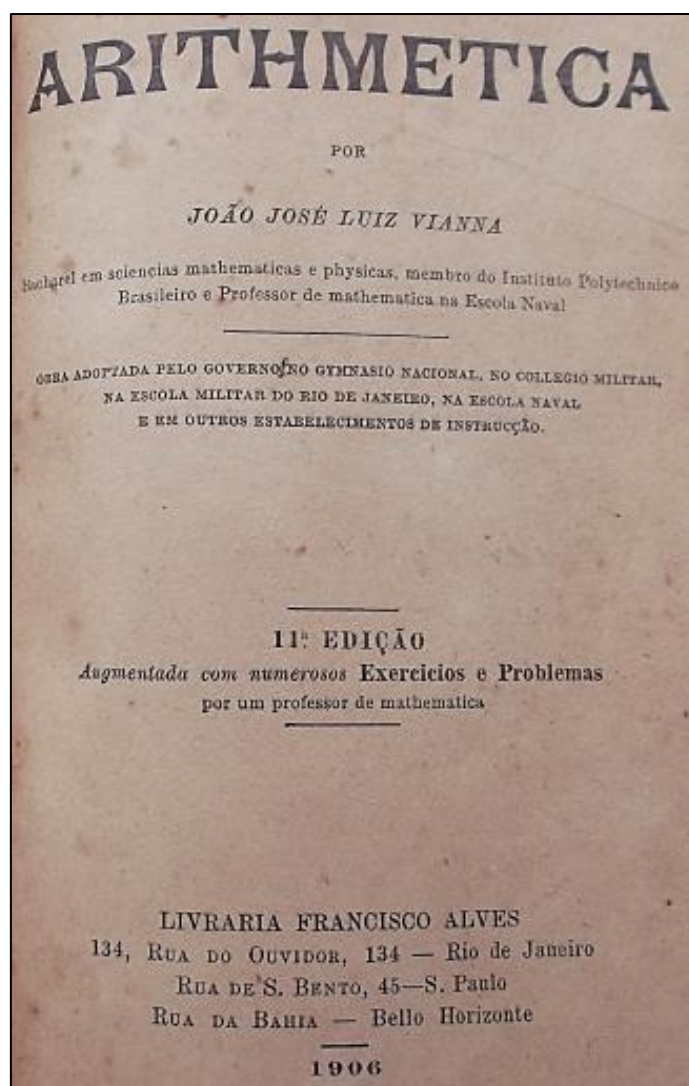 ARITHMETICA
POR
JOÃO JOSÉ LUIZ VIANNA
Bacharel em sciencias mathematicas e physicas, membro do Instituto Polytechnico
Brasileiro e Professor de mathematica na Escola Naval
OBRA ADOPTADA PELO GOVERNO NO GYMNASIO NACIONAL, NO COLLEGIO MILITAR,
NA ESCOLA MILITAR DO RIO DE JANEIRO, NA ESCOLA NAVAL
E EM OUTROS ESTABELECIMENTOS DE INSTRUCÇÃO.
11ª EDIÇÃO
Augmentada com numerosos Exercicios e Problemas
por um professor de mathematica
LIVRARIA FRANCISCO ALVES
134, RUA DO OUVIDOR, 134 — Rio de Janeiro
RUA DE S. BENTO, 45—S. Paulo
RUA DA BAHIA — Bello Horizonte
1906